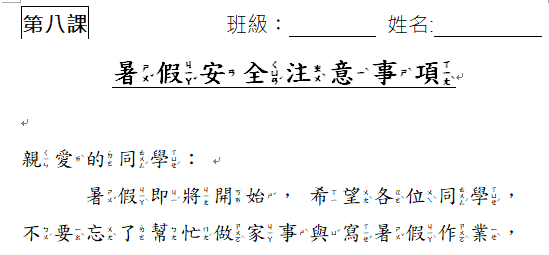 第八課 班級：__________ 姓名:__________
暑假安全注意事項
親愛的同學：
暑假即將開始，希望各位同學，
不要忘了幫忙做家事與寫暑假作業，